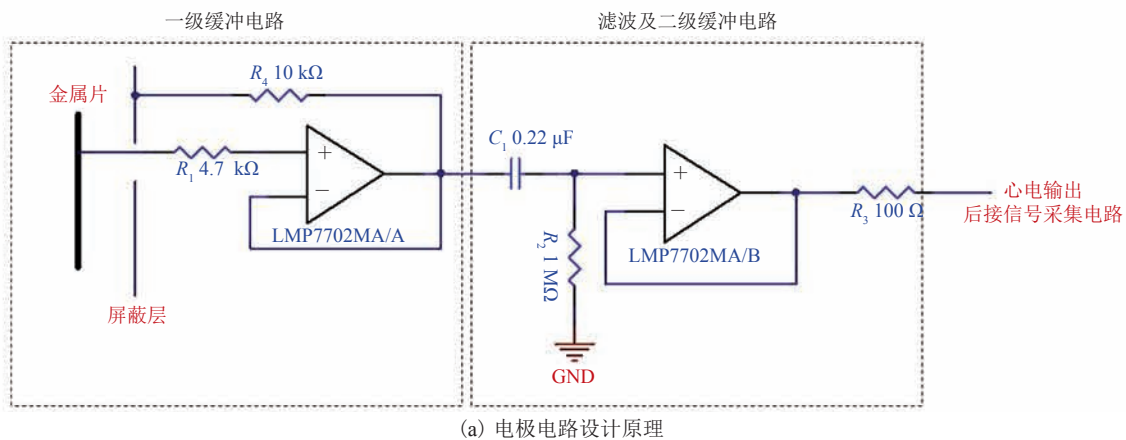 一级缓冲电路
滤波及二级缓冲电路
R4 10 kΩ
金属片
+
R1 4.7 kΩ
−
LMP7702MA/A
屏蔽层
C1 0.22 μF
+
−
LMP7702MA/B
R2 1 MΩ
GND
R3 100 Ω
心电输出
后接信号采集电路
(a) 电极电路设计原理